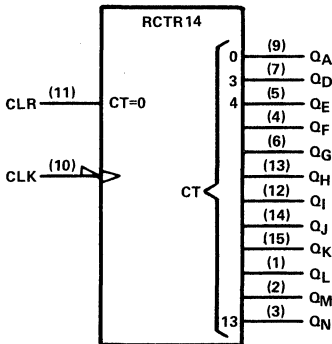 RCTR14
0 (9) QA
3 (7) QD
CLR (11) CT=0 4 (5) QE
(4) QF
(6) QG
CLK (10) (13) QH
CT (12) QI
(14) QJ
(15) QK
(1) QL
(2) QM
13 (3) QN